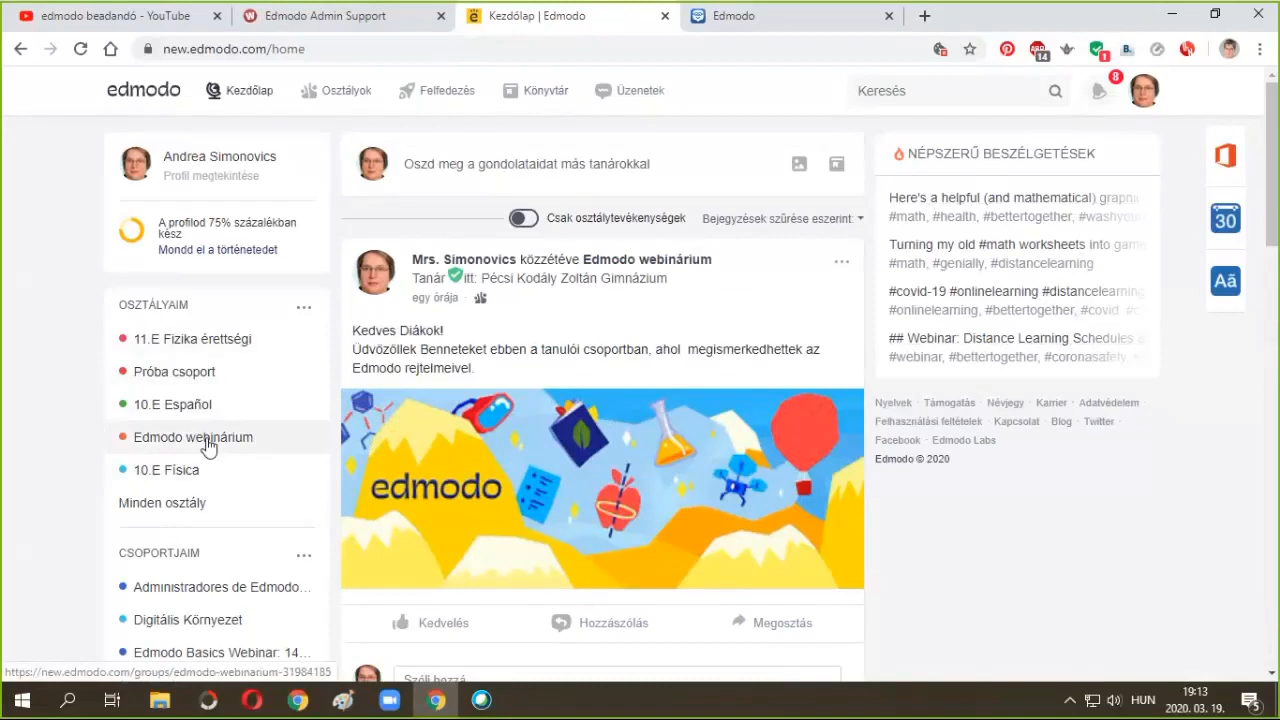 edmodo beadandó - YouTube
Edmodo Admin Support
Kezdőlap | Edmodo
Edmodo
new.edmodo.com/home
14
1
edmodo
Kezdőlap
Osztályok
Felfedezés
Könyvtár
Üzenetek
Keresés
8
Andrea Simonovics
Profil megtekintése
A profilod 75% százalékban
kész
Mondd el a történetedet
OSZTÁLYAIM
11.E Fizika érettségi
Próba csoport
10.E Español
Edmodo webinárium
10.E Física
Minden osztály
CSOPORTJAIM
Administradores de Edmodo...
Digitális Környezet
Edmodo Basics Webinar: 14...
Oszd meg a gondolataidat más tanárokkal
Csak osztálytevékenységek
Bejegyzések szűrése eszerint:
Mrs. Simonovics közzétéve Edmodo webinárium
Tanár itt: Pécsi Kodály Zoltán Gimnázium
egy órája
Kedves Diákok!
Üdvözöllek Benneteket ebben a tanulói csoportban, ahol megismerkedhettek az
Edmodo rejtelmeivel.
edmodo
Kedvelés
Hozzászólás
Megosztás
Szólj hozzá
NÉPSZERŰ BESZÉLGETÉSEK
Here's a helpful (and mathematical)
#math, #health, #bettertogether,
Turning my old #math worksheets into
#math, #genially, #distancelearning
#covid-19 #onlinelearning #distancelearning
#onlinelearning, #bettertogether, #covid
## Webinar: Distance Learning Schedules
#webinar, #bettertogether, #coronasafety,
Nyelvek Támogatás Névjegy Karrier Adatvédelem
Felhasználási feltételek Kapcsolat Blog Twitter
Facebook Edmodo Labs
Edmodo © 2020
30
Aã
https://new.edmodo.com/groups/edmodo-webinarium-31984185
HUN
19:13
2020. 03. 19.
5